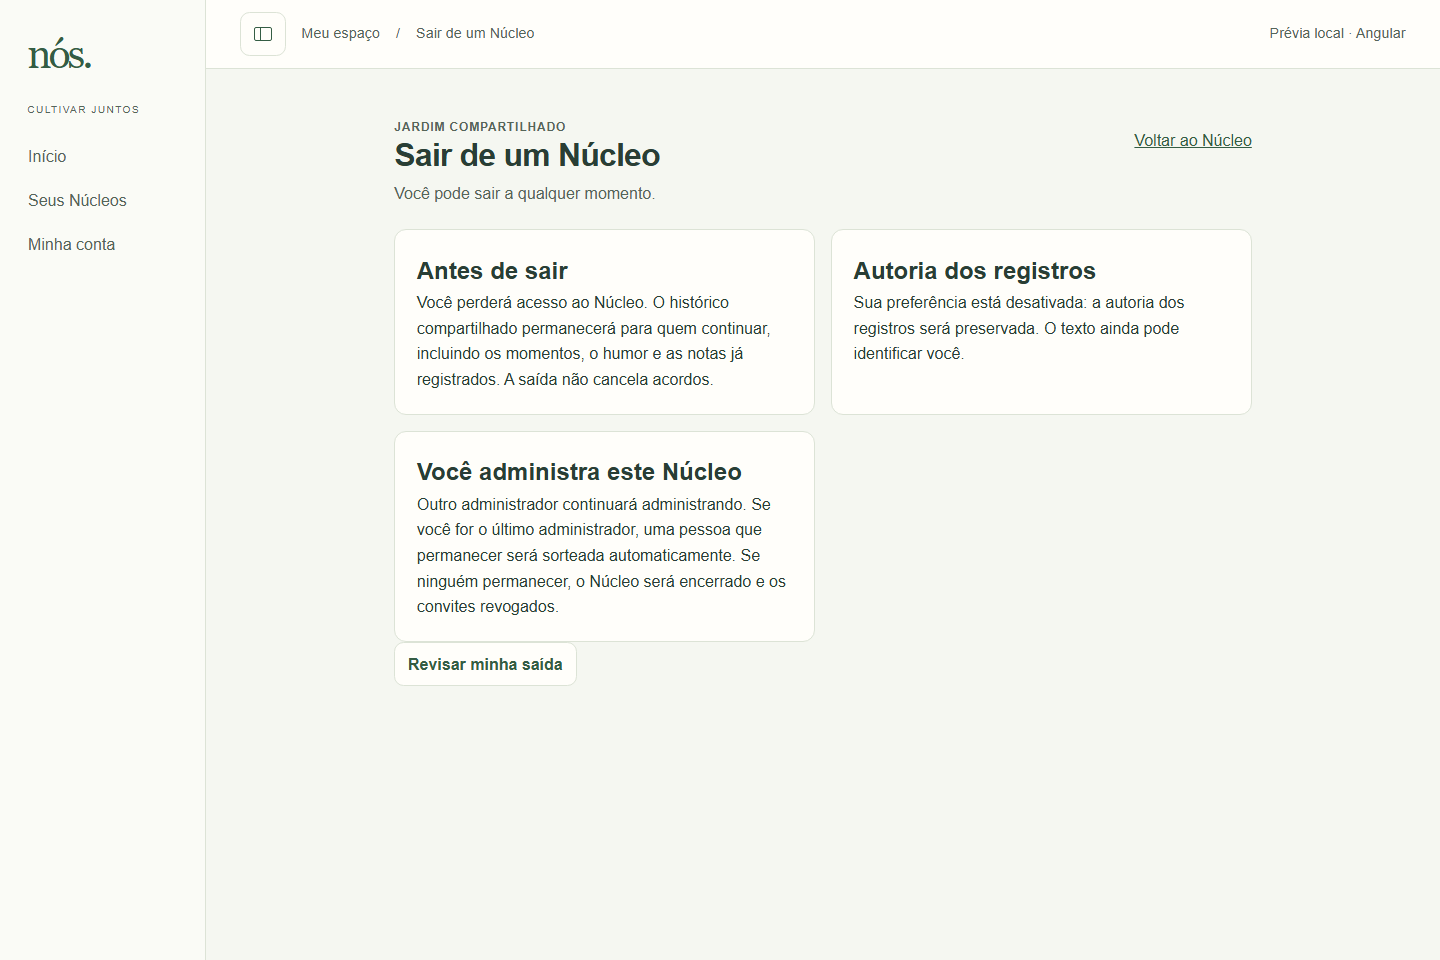 nós.
CULTIVAR JUNTOS
Início
Seus Núcleos
Minha conta
Meu espaço / Sair de um Núcleo
Prévia local · Angular
JARDIM COMPARTILHADO
Sair de um Núcleo
Você pode sair a qualquer momento.
Voltar ao Núcleo
Antes de sair
Você perderá acesso ao Núcleo. O histórico
compartilhado permanecerá para quem continuar,
incluindo os momentos, o humor e as notas já
registrados. A saída não cancela acordos.
Autoria dos registros
Sua preferência está desativada: a autoria dos
registros será preservada. O texto ainda pode
identificar você.
Você administra este Núcleo
Outro administrador continuará administrando. Se
você for o último administrador, uma pessoa que
permanecer será sorteada automaticamente. Se
ninguém permanecer, o Núcleo será encerrado e os
convites revogados.
Revisar minha saída